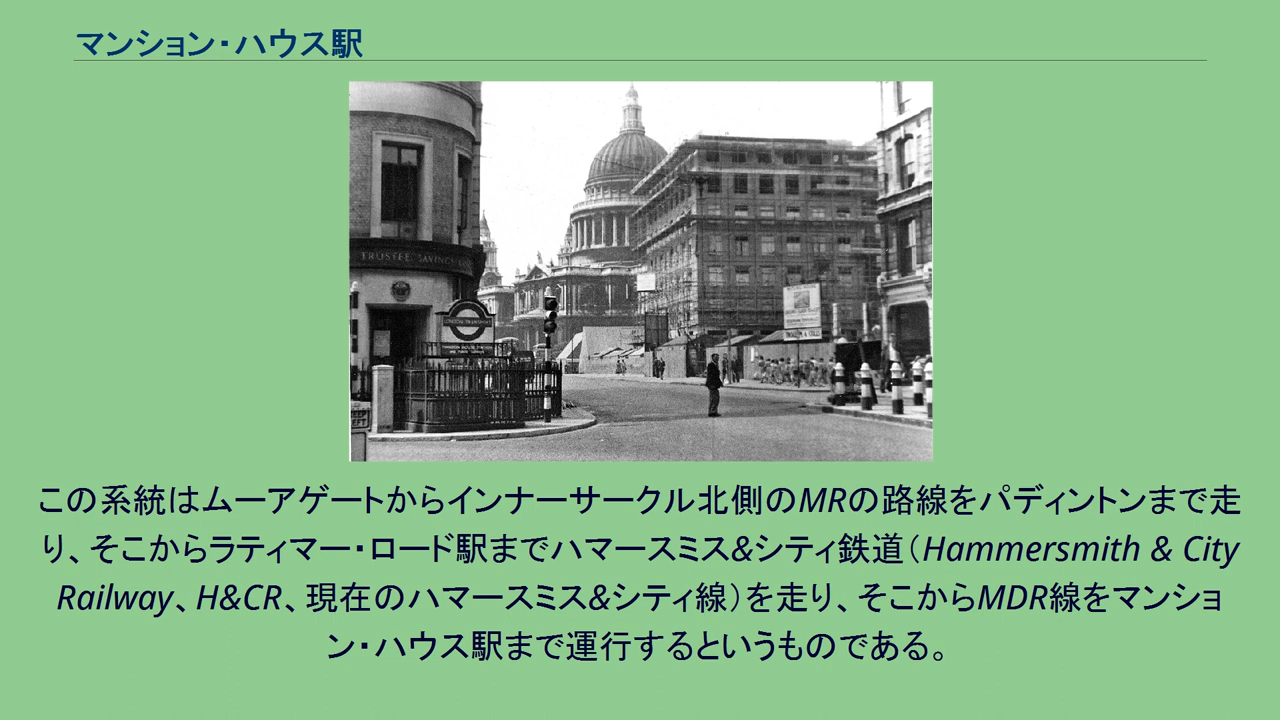 マンション・ハウス駅
TRUSTEE SAVINGS
この系統はムーアゲートからインナーサークル北側のMRの路線をパディントンまで走
り、そこからラティマー・ロード駅までハマースミス&シティ鉄道（Hammersmith & City
Railway、H&CR、現在のハマースミス&シティ線）を走り、そこからMDR線をマンショ
ン・ハウス駅まで運行するというものである。